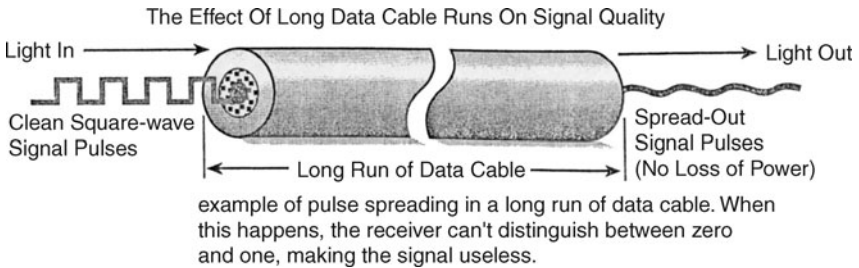 The Effect Of Long Data Cable Runs On Signal Quality
Light In
Light Out
Clean Square-wave
Signal Pulses
Spread-Out
Signal Pulses
(No Loss of Power)
Long Run of Data Cable
example of pulse spreading in a long run of data cable. When
this happens, the receiver can't distinguish between zero
and one, making the signal useless.